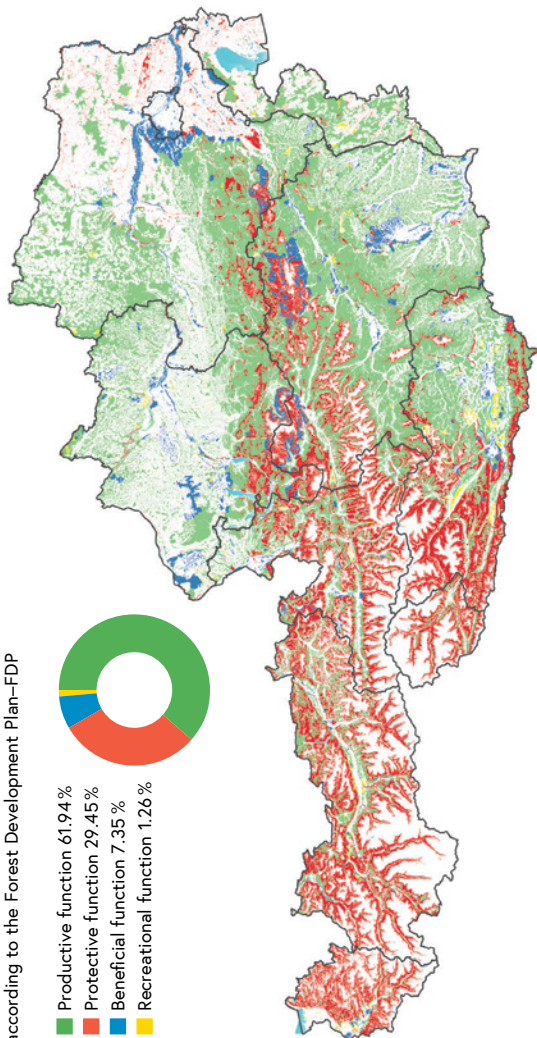 according to the Forest Development Plan–FDP
Productive function 61.94%
Protective function 29.45%
Beneficial function 7.35 %
Recreational function 1.26 %